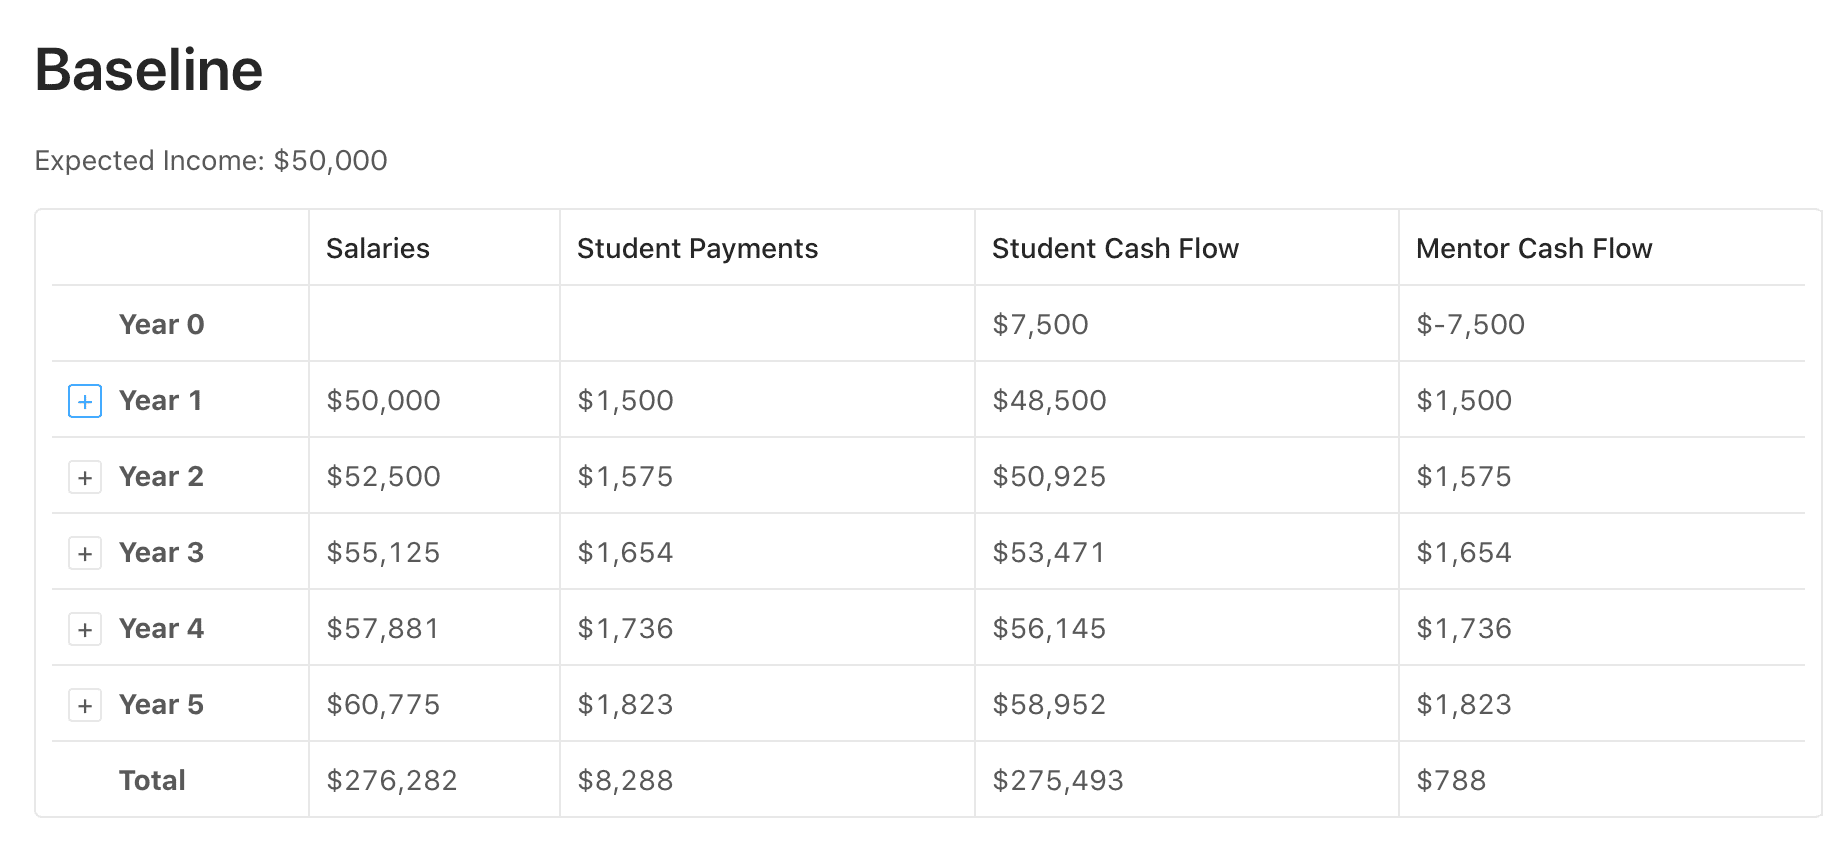 Baseline
Expected Income: $50,000
Salaries Student Payments Student Cash Flow Mentor Cash Flow
Year 0 $7,500 $-7,500
+ Year 1 $50,000 $1,500 $48,500 $1,500
+ Year 2 $52,500 $1,575 $50,925 $1,575
+ Year 3 $55,125 $1,654 $53,471 $1,654
+ Year 4 $57,881 $1,736 $56,145 $1,736
+ Year 5 $60,775 $1,823 $58,952 $1,823
Total $276,282 $8,288 $275,493 $788